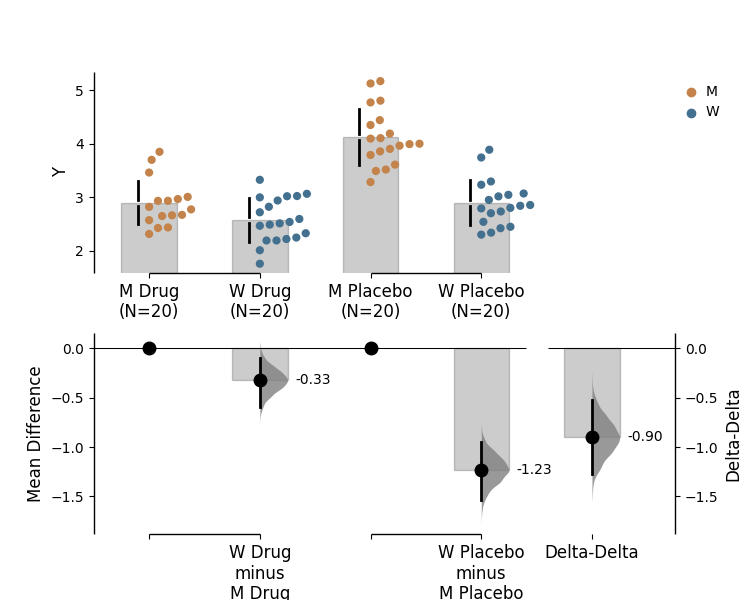 M
W
Y
5
4
3
2
M Drug
(N=20)
W Drug
(N=20)
M Placebo
(N=20)
W Placebo
(N=20)
Mean Difference
0.0
−0.5
−1.0
−1.5
-0.33
-1.23
-0.90
0.0
−0.5
−1.0
−1.5
Delta-Delta
W Drug
minus
M Drug
W Placebo
minus
M Placebo
Delta-Delta